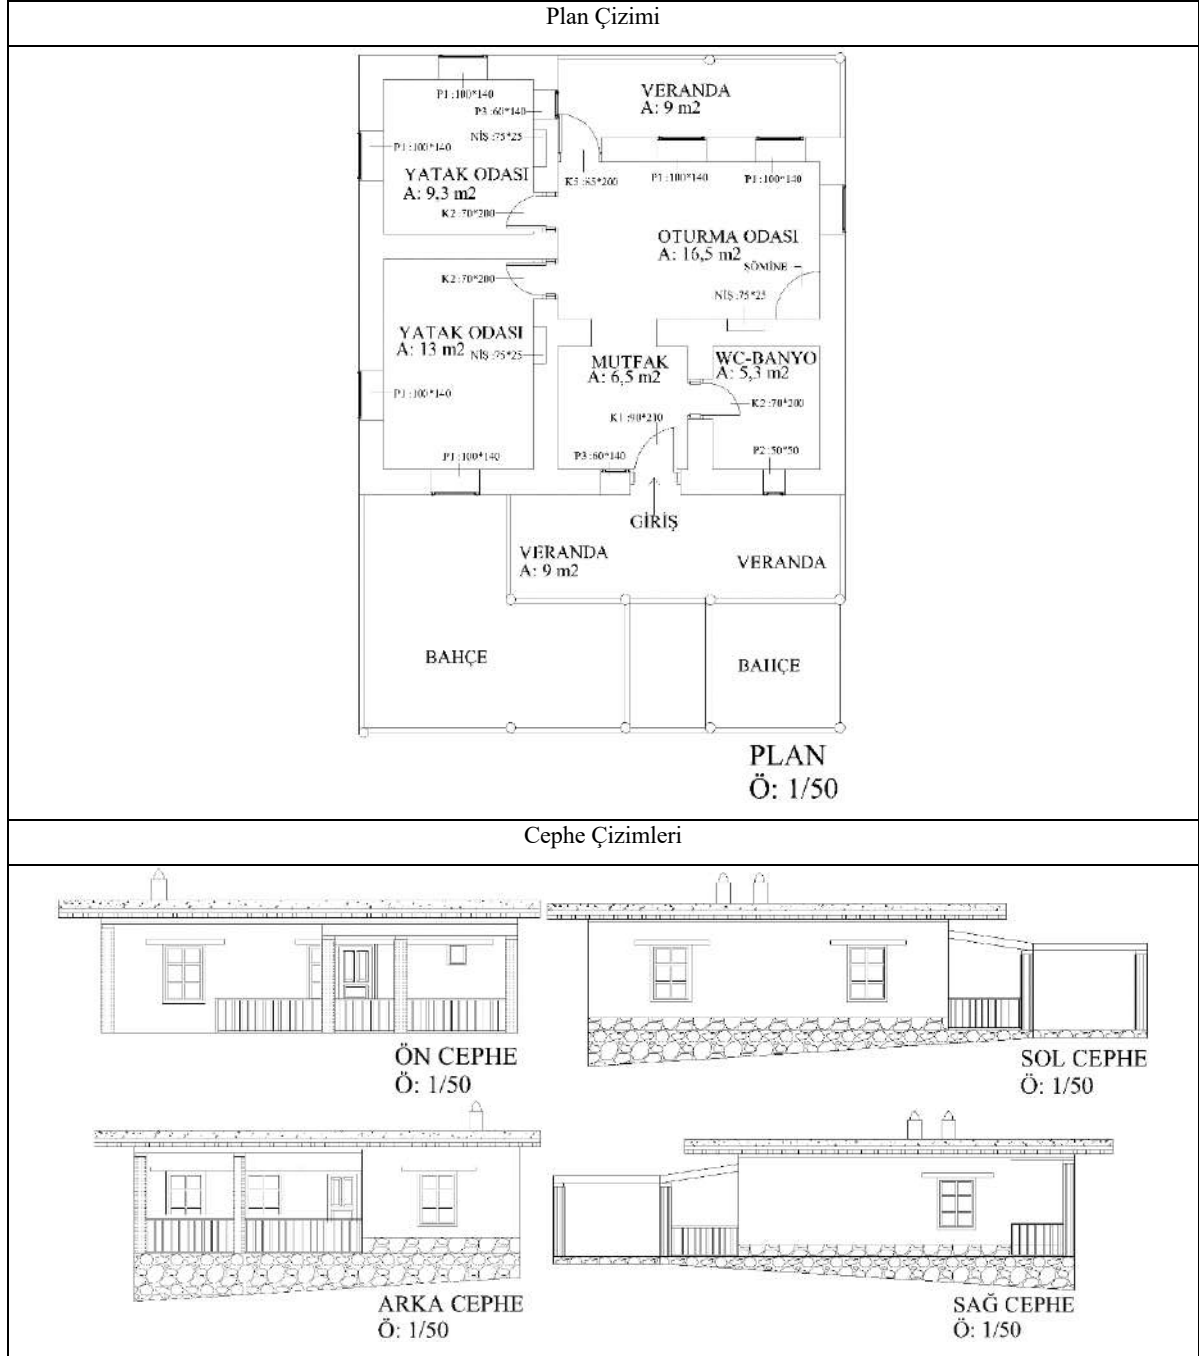 Plan Çizimi
P1 :100*140
VERANDA
A: 9 m2
P3 :60*140
NİŞ :75*25
P1 :100*140
YATAK ODASI
A: 9,3 m2
K2 :70*200
P1 :100*140
P1 :100*140
OTURMA ODASI
A: 16,5 m2
ŞÖMİNE
K2 :70*200
NİŞ :75*25
YATAK ODASI
A: 13 m2
NİŞ :75*25
MUTFAK
A: 6,5 m2
WC-BANYO
A: 5,3 m2
P1 :100*140
K2 :70*200
K1 :90*210
P1 :100*140
P3 :60*140
P2 :50*50
GİRİŞ
VERANDA
A: 9 m2
VERANDA
BAHÇE
BAHÇE
PLAN
Ö: 1/50
Cephe Çizimleri
ÖN CEPHE
Ö: 1/50
SOL CEPHE
Ö: 1/50
ARKA CEPHE
Ö: 1/50
SAĞ CEPHE
Ö: 1/50